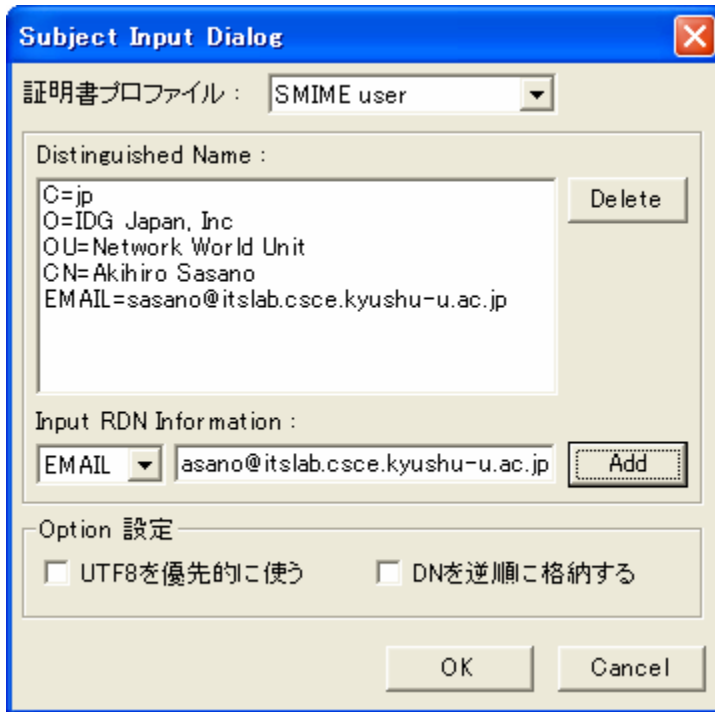 Subject Input Dialog
証明書プロファイル： SMIME user
Distinguished Name :
C=jp
O=IDG Japan, Inc
OU=Network World Unit
CN=Akihiro Sasano
EMAIL=sasano@itslab.csce.kyushu-u.ac.jp
Delete
Input RDN Information :
EMAIL asano@itslab.csce.kyushu-u.ac.jp Add
Option 設定
UTF8を優先的に使う DNを逆順に格納する
OK Cancel